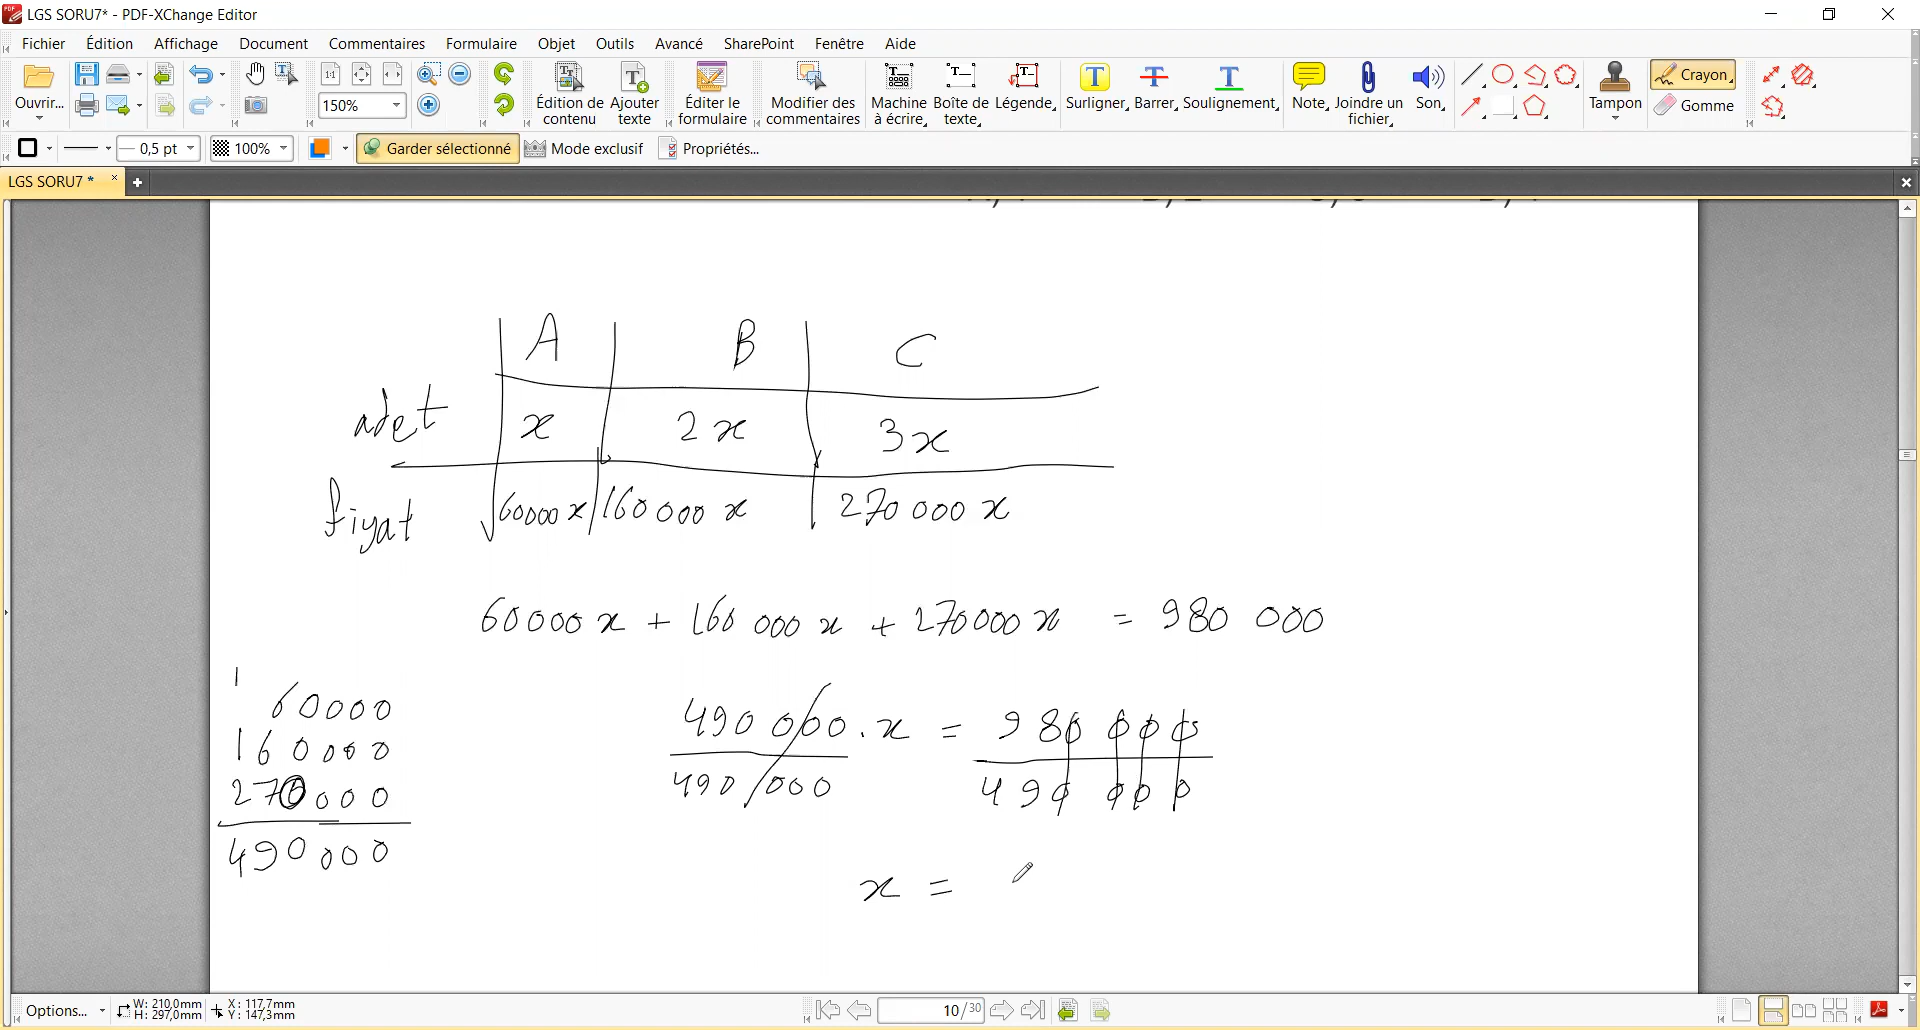 LGS SORU7* - PDF-XChange Editor
Fichier Édition Affichage Document Commentaires Formulaire Objet Outils Avancé SharePoint Fenêtre Aide
Ouvrir... 150% Édition de contenu Ajouter texte Éditer le formulaire Modifier des commentaires Machine à écrire Boîte de texte Légende Surligner Barrer Soulignement Note Joindre un fichier Son Tampon Crayon
Gomme
0,5 pt 100% Garder sélectionné Mode exclusif Propriétés...
LGS SORU7 *
A B C
adet x 2x 3x
fiyat 60000 x 160000 x 270000 x
60000 x + 160 000 x + 270000 x = 980 000
1
60000
160000
270000
490000
490 000 . x = 980 000
490 000 490 000
x =
Options... W: 210,0mm H: 297,0mm X: 117,7mm Y: 147,3mm 10/30